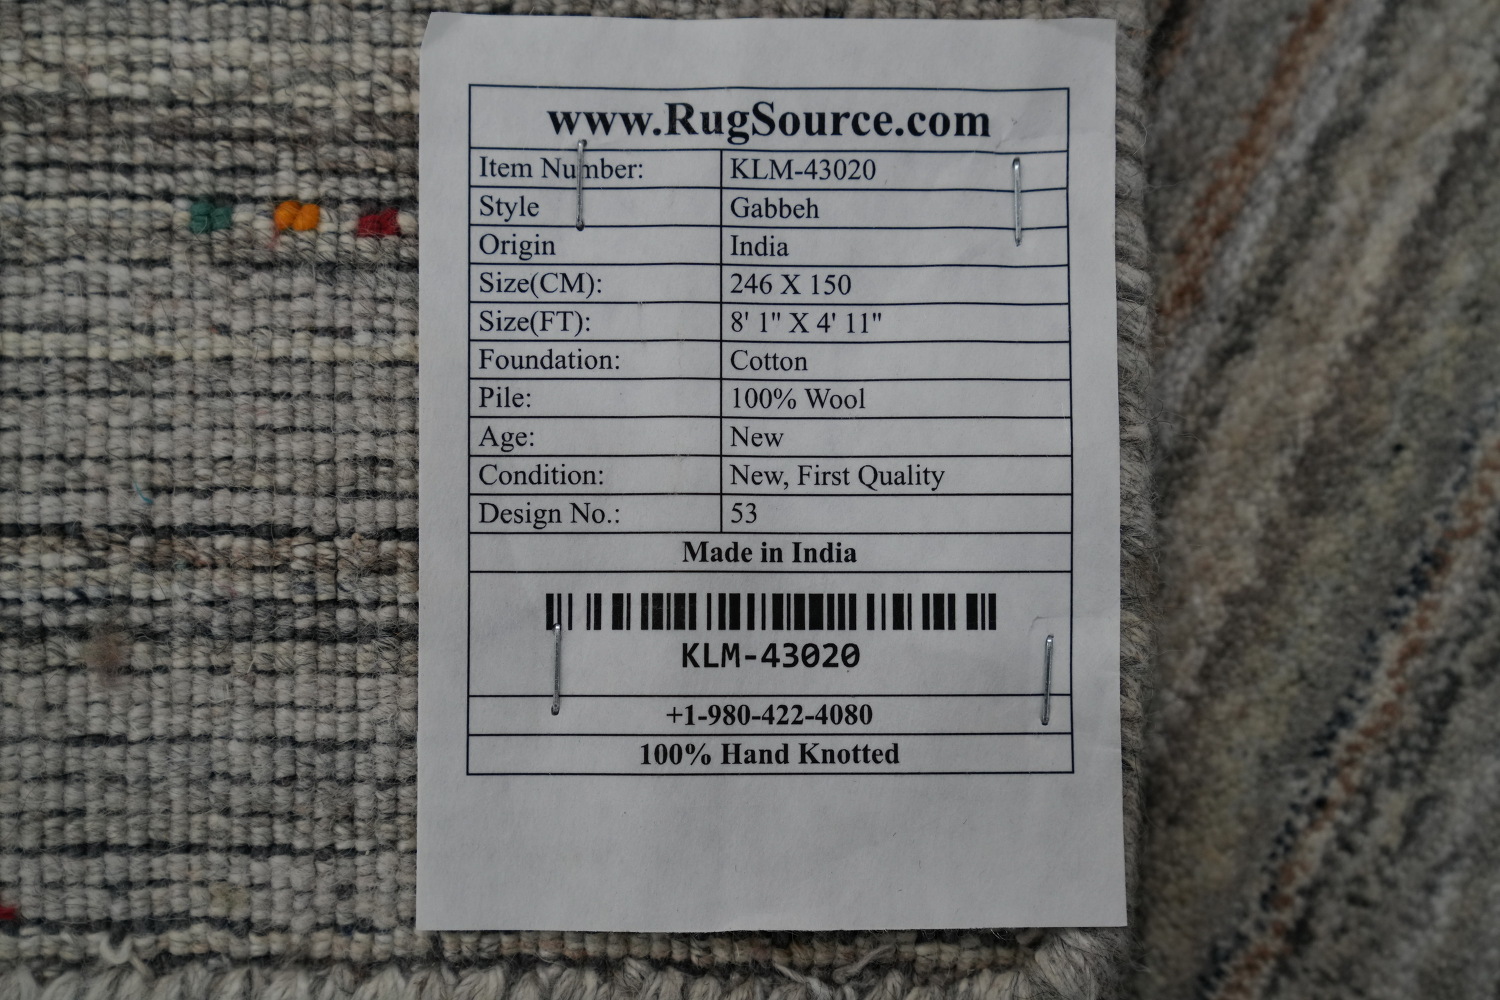 www.RugSource.com
Item Number: KLM-43020
Style Gabbeh
Origin India
Size(CM): 246 X 150
Size(FT): 8' 1" X 4' 11"
Foundation: Cotton
Pile: 100% Wool
Age: New
Condition: New, First Quality
Design No.: 53
Made in India
KLM-43020
+1-980-422-4080
100% Hand Knotted